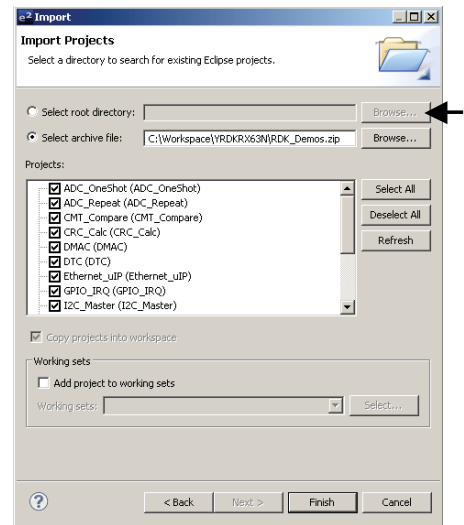 e² Import
Import Projects
Select a directory to search for existing Eclipse projects.
Select root directory:
Browse...
Select archive file:
C:\Workspace\YRDKRX63N\RDK_Demos.zip
Browse...
Projects:
ADC_OneShot (ADC_OneShot)
ADC_Repeat (ADC_Repeat)
CMT_Compare (CMT_Compare)
CRC_Calc (CRC_Calc)
DMAC (DMAC)
DTC (DTC)
Ethernet_uIP (Ethernet_uIP)
GPIO_IRQ (GPIO_IRQ)
I2C_Master (I2C_Master)
Select All
Deselect All
Refresh
Copy projects into workspace
Working sets
Add project to working sets
Working sets:
Select...
?
< Back
Next >
Finish
Cancel